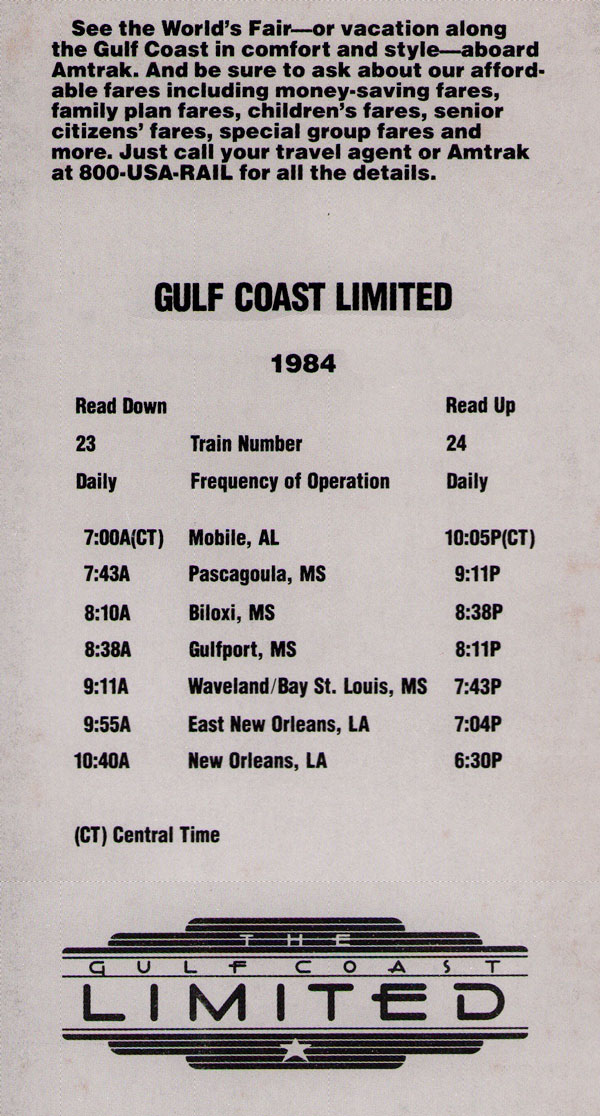 See the World's Fair—or vacation along
the Gulf Coast in comfort and style—aboard
Amtrak. And be sure to ask about our afford-
able fares including money-saving fares,
family plan fares, children's fares, senior
citizens' fares, special group fares and
more. Just call your travel agent or Amtrak
at 800-USA-RAIL for all the details.
GULF COAST LIMITED
1984
Read Down Read Up
23 Train Number 24
Daily Frequency of Operation Daily
7:00A(CT) Mobile, AL 10:05P(CT)
7:43A Pascagoula, MS 9:11P
8:10A Biloxi, MS 8:38P
8:38A Gulfport, MS 8:11P
9:11A Waveland/Bay St. Louis, MS 7:43P
9:55A East New Orleans, LA 7:04P
10:40A New Orleans, LA 6:30P
(CT) Central Time
THE
GULF COAST
LIMITED